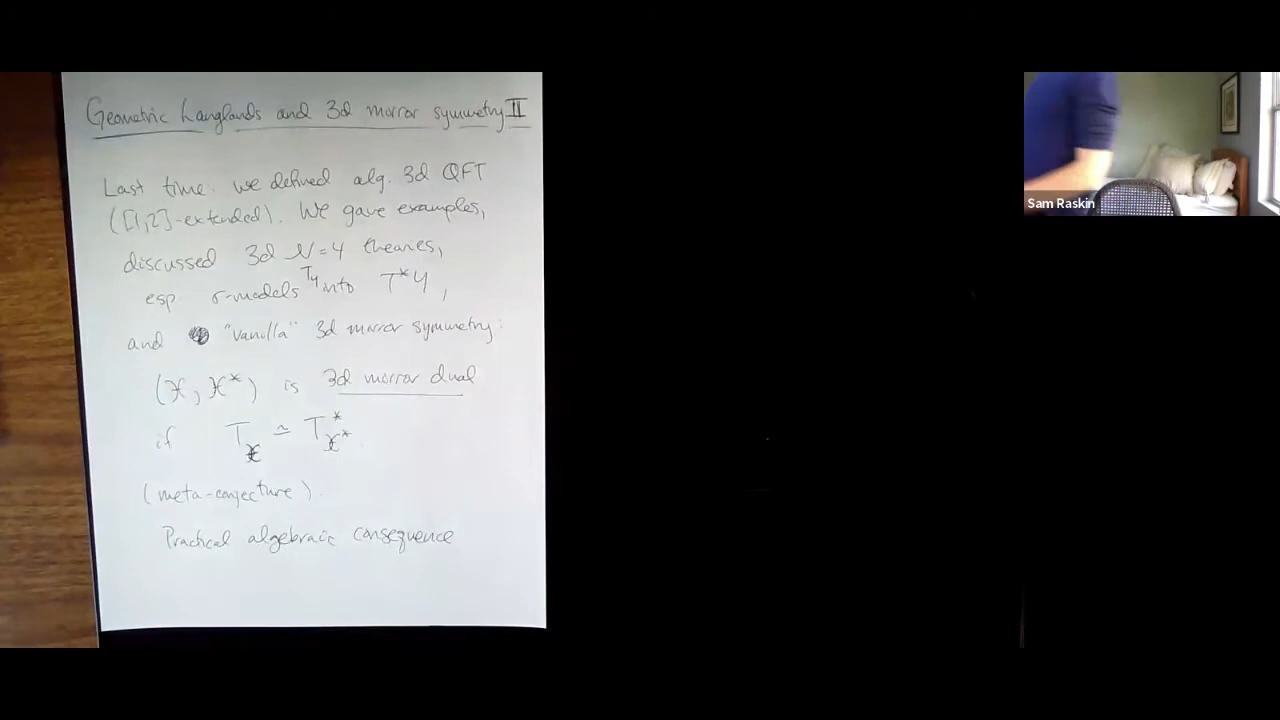 Geometric Langlands and 3d mirror symmetry II
Last time: we defined alg. 3d QFT
([1,2]-extended). We gave examples,
discussed 3d N=4 theories,
esp σ-models T_Y into T*Y,
and "vanilla" 3d mirror symmetry:
(X, X*) is 3d mirror dual
if T_X ≃ T*_X*.
(meta-conjecture).
Practical algebraic consequence
Sam Raskin